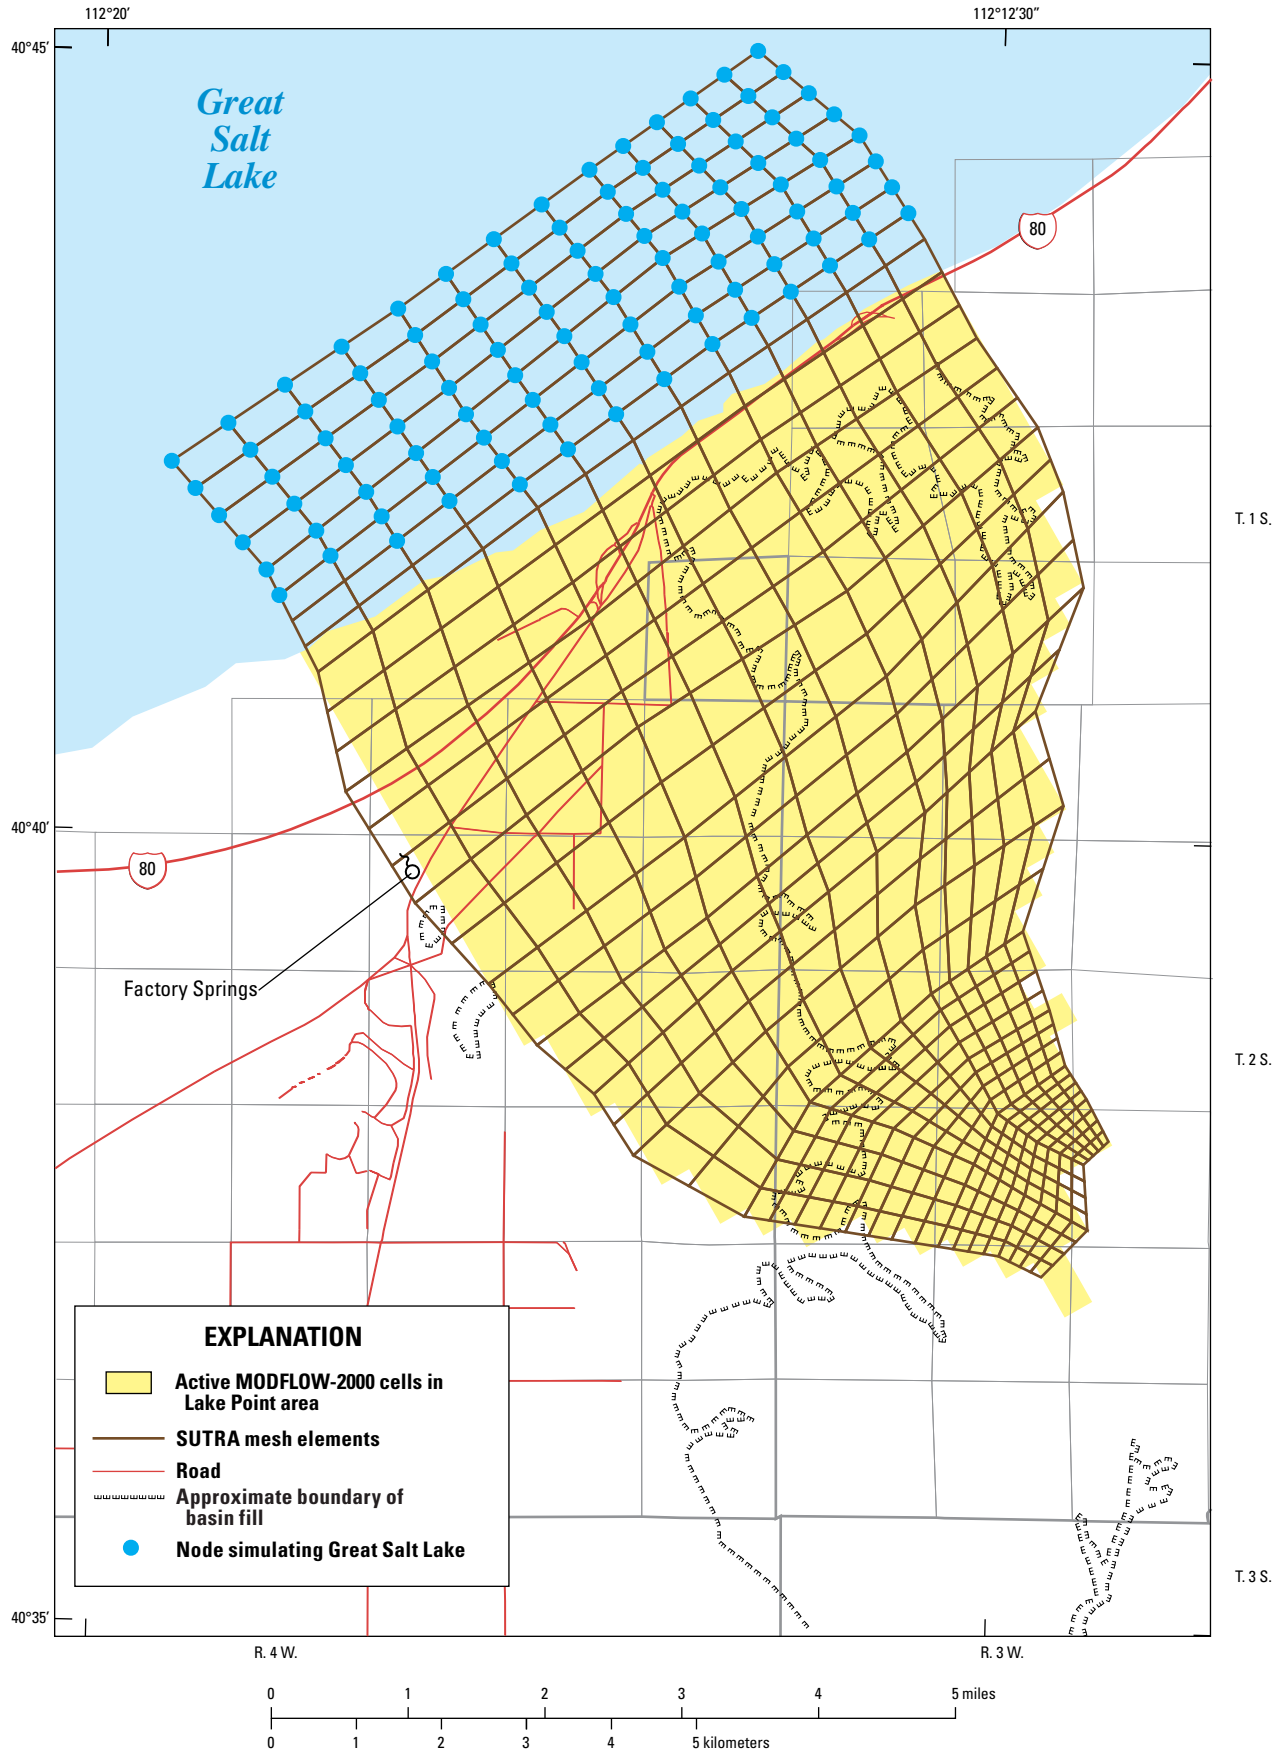 112°20′
112°12′30″
40°45′
Great
Salt
Lake
80
T. 1 S.
40°40′
80
Factory Springs
T. 2 S.
EXPLANATION
Active MODFLOW-2000 cells in
Lake Point area
SUTRA mesh elements
Road
Approximate boundary of
basin fill
Node simulating Great Salt Lake
T. 3 S.
40°35′
R. 4 W.
R. 3 W.
0 1 2 3 4 5 miles
0 1 2 3 4 5 kilometers